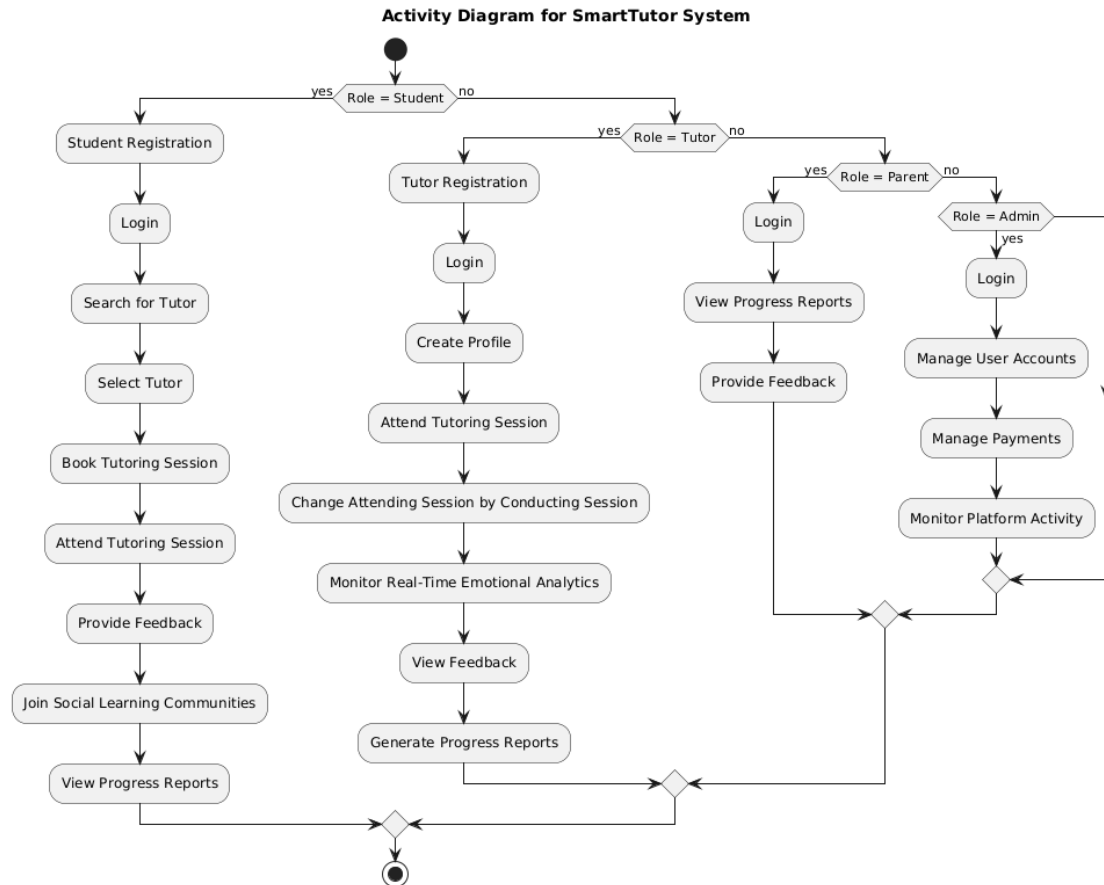 Activity Diagram for SmartTutor System
yes
Role = Student
no
Student Registration
Login
Search for Tutor
Select Tutor
Book Tutoring Session
Attend Tutoring Session
Provide Feedback
Join Social Learning Communities
View Progress Reports
yes
Role = Tutor
no
Tutor Registration
Login
Create Profile
Attend Tutoring Session
Change Attending Session by Conducting Session
Monitor Real-Time Emotional Analytics
View Feedback
Generate Progress Reports
yes
Role = Parent
no
Login
View Progress Reports
Provide Feedback
Role = Admin
yes
Login
Manage User Accounts
Manage Payments
Monitor Platform Activity